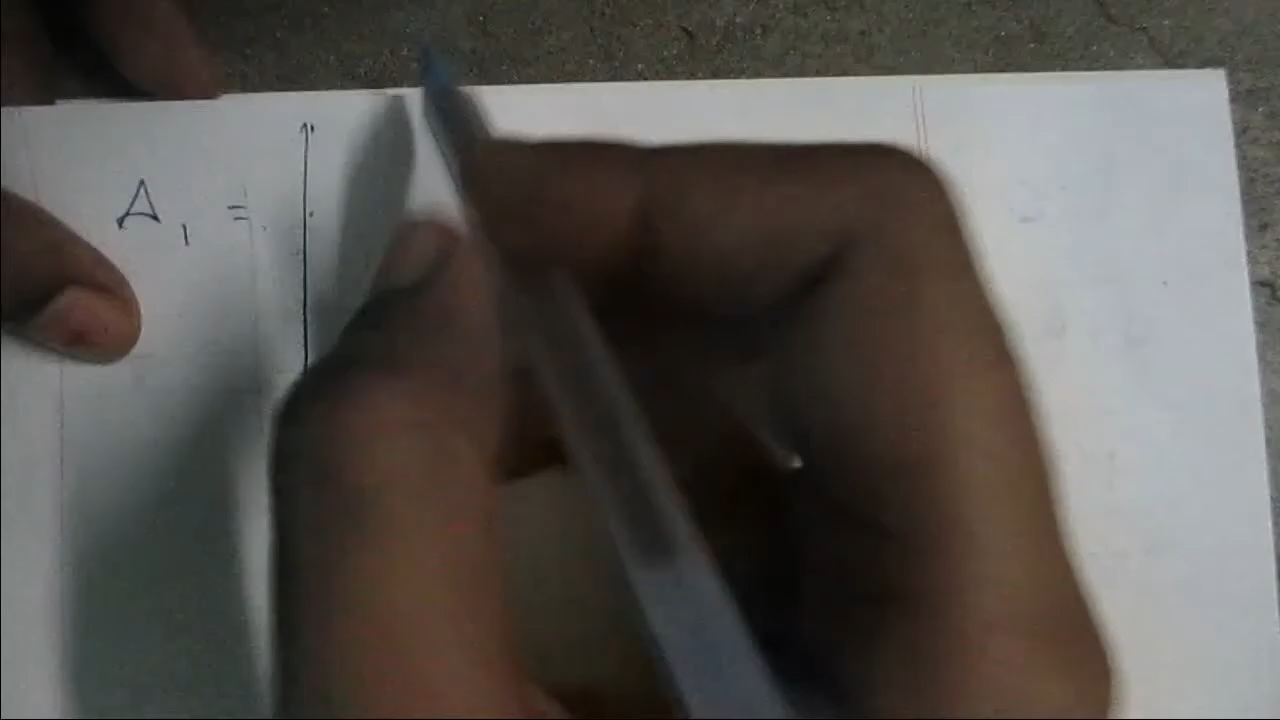 A₁ =